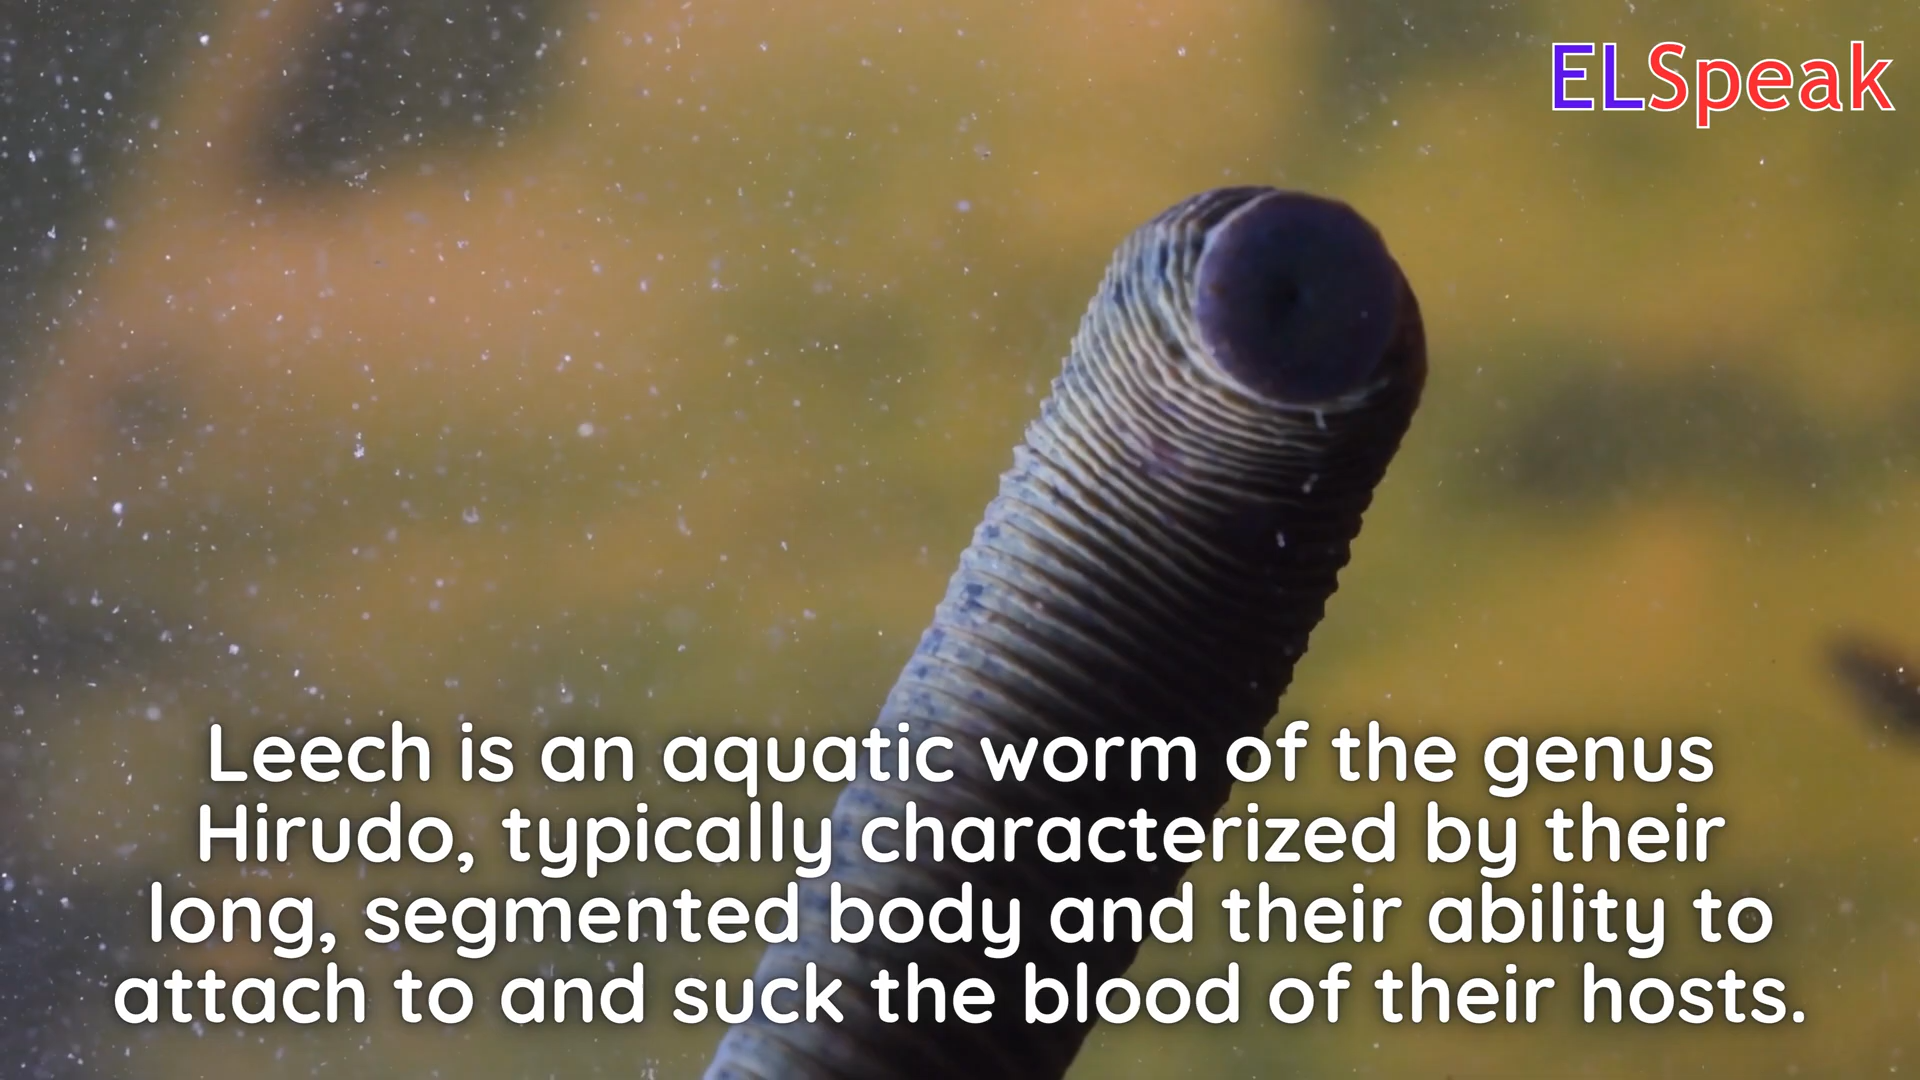 ELSpeak
Leech is an aquatic worm of the genus
Hirudo, typically characterized by their
long, segmented body and their ability to
attach to and suck the blood of their hosts.